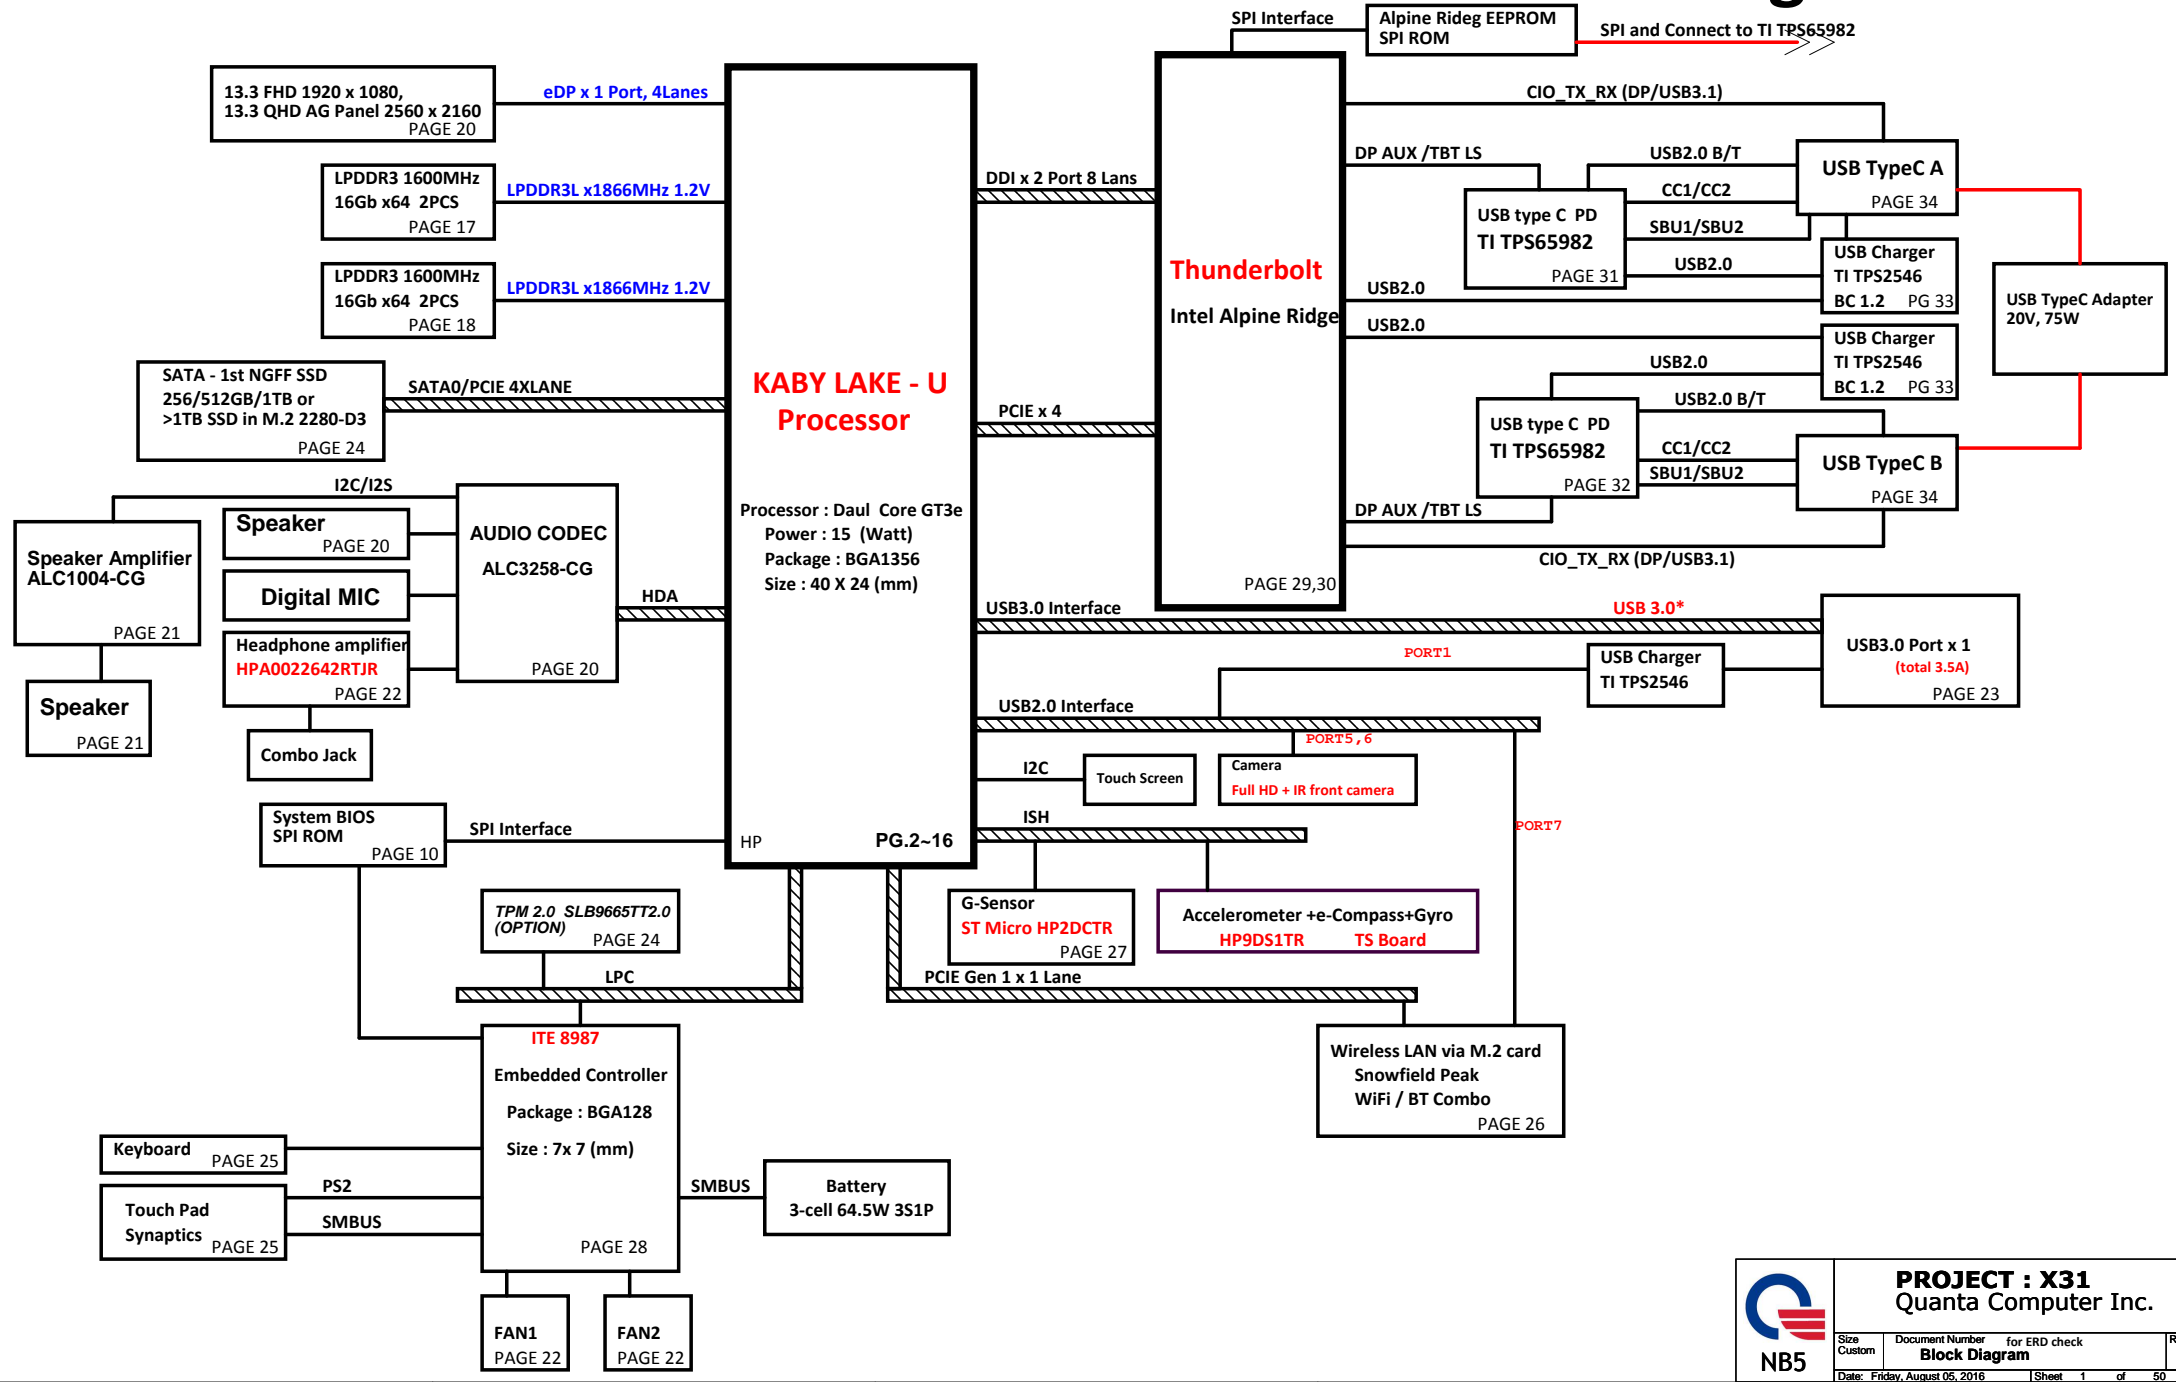 SPI Interface
Alpine Rideg EEPROM
SPI ROM
SPI and Connect to TI TPS65982
13.3 FHD 1920 x 1080,
13.3 QHD AG Panel 2560 x 2160
PAGE 20
eDP x 1 Port, 4Lanes
LPDDR3 1600MHz
16Gb x64 2PCS
PAGE 17
LPDDR3L x1866MHz 1.2V
LPDDR3 1600MHz
16Gb x64 2PCS
PAGE 18
LPDDR3L x1866MHz 1.2V
SATA - 1st NGFF SSD
256/512GB/1TB or
>1TB SSD in M.2 2280-D3
PAGE 24
SATA0/PCIE 4XLANE
KABY LAKE - U
Processor
Processor : Daul Core GT3e
Power : 15 (Watt)
Package : BGA1356
Size : 40 X 24 (mm)
HP
PG.2~16
DDI x 2 Port 8 Lans
PCIE x 4
Thunderbolt
Intel Alpine Ridge
PAGE 29,30
CIO_TX_RX (DP/USB3.1)
DP AUX /TBT LS
USB2.0 B/T
CC1/CC2
SBU1/SBU2
USB2.0
USB type C PD
TI TPS65982
PAGE 31
USB TypeC A
PAGE 34
USB Charger
TI TPS2546
BC 1.2 PG 33
USB2.0
USB2.0
USB Charger
TI TPS2546
BC 1.2 PG 33
USB TypeC Adapter
20V, 75W
USB2.0
USB2.0 B/T
USB type C PD
TI TPS65982
PAGE 32
CC1/CC2
SBU1/SBU2
USB TypeC B
PAGE 34
DP AUX /TBT LS
CIO_TX_RX (DP/USB3.1)
I2C/I2S
Speaker Amplifier
ALC1004-CG
PAGE 21
Speaker
PAGE 21
Speaker
PAGE 20
Digital MIC
Headphone amplifier
HPA0022642RTJR
PAGE 22
Combo Jack
AUDIO CODEC
ALC3258-CG
PAGE 20
HDA
USB3.0 Interface
USB 3.0*
USB3.0 Port x 1
(total 3.5A)
PAGE 23
PORT1
USB Charger
TI TPS2546
USB2.0 Interface
PORT5,6
Camera
Full HD + IR front camera
PORT7
I2C
Touch Screen
ISH
G-Sensor
ST Micro HP2DCTR
PAGE 27
Accelerometer +e-Compass+Gyro
HP9DS1TR TS Board
System BIOS
SPI ROM
PAGE 10
SPI Interface
TPM 2.0 SLB9665TT2.0
(OPTION)
PAGE 24
LPC
PCIE Gen 1 x 1 Lane
Wireless LAN via M.2 card
Snowfield Peak
WiFi / BT Combo
PAGE 26
ITE 8987
Embedded Controller
Package : BGA128
Size : 7x 7 (mm)
PAGE 28
Keyboard
PAGE 25
PS2
Touch Pad
Synaptics
PAGE 25
SMBUS
SMBUS
Battery
3-cell 64.5W 3S1P
FAN1
PAGE 22
FAN2
PAGE 22
NB5
PROJECT : X31
Quanta Computer Inc.
Size
Custom
Document Number for ERD check
Block Diagram
Date: Friday, August 05, 2016
Sheet 1 of 50